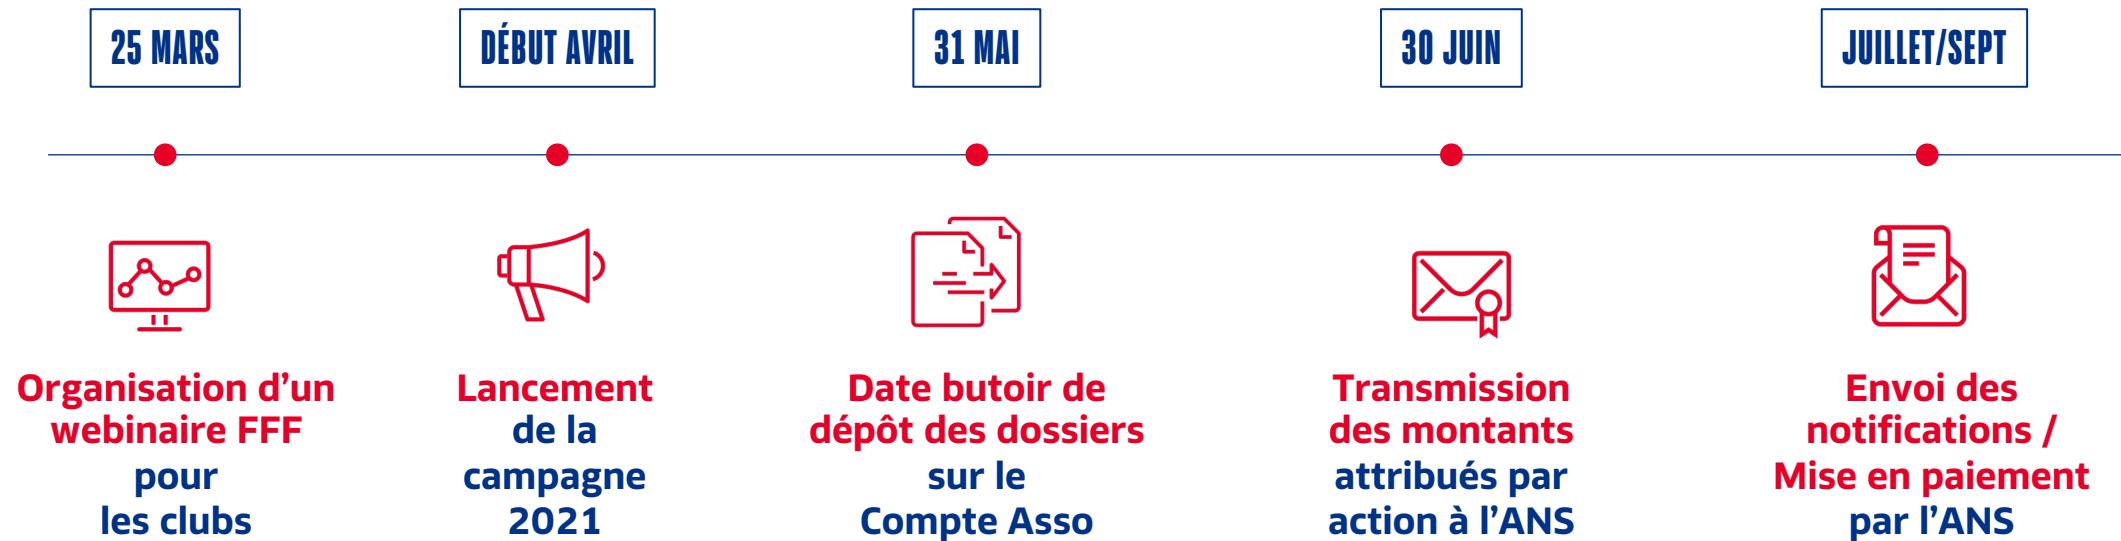 25 MARS
Organisation d’un
webinaire FFF
pour
les clubs
DÉBUT AVRIL
Lancement
de la
campagne
2021
31 MAI
Date butoir de
dépôt des dossiers
sur le
Compte Asso
30 JUIN
Transmission
des montants
attribués par
action à l’ANS
JUILLET/SEPT
Envoi des
notifications /
Mise en paiement
par l’ANS